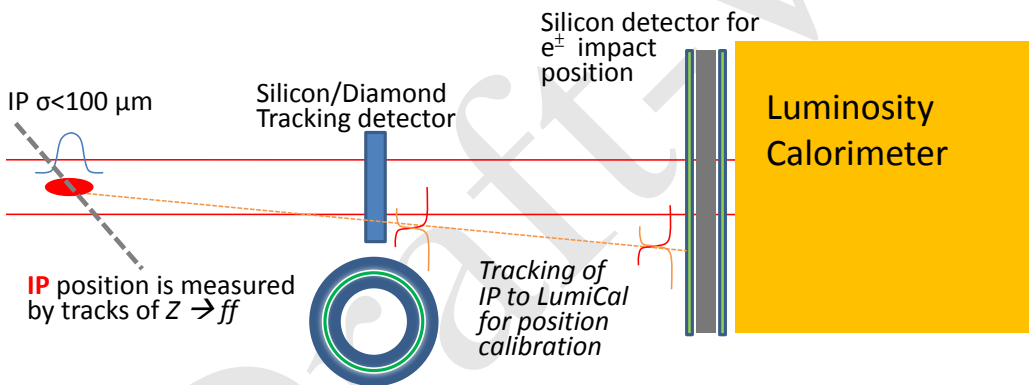 IP σ<100 μm
Silicon/Diamond
Tracking detector
Silicon detector for
e± impact
position
Luminosity
Calorimeter
IP position is measured
by tracks of Z → ff
Tracking of
IP to LumiCal
for position
calibration